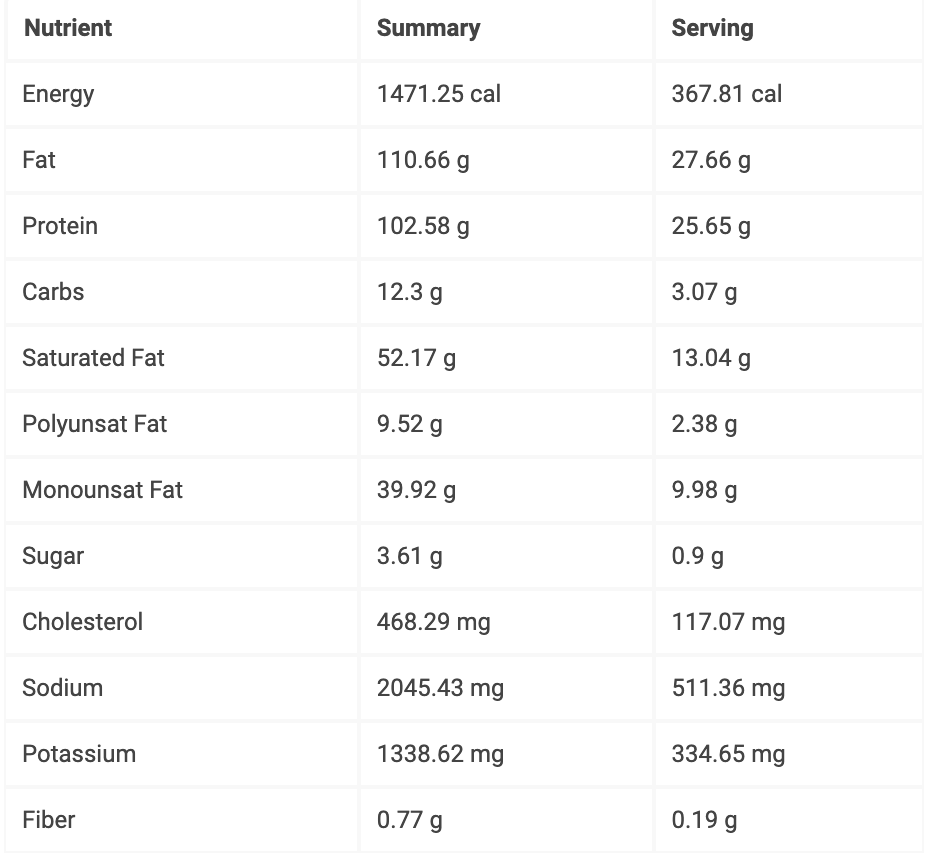 Nutrient Summary Serving
Energy 1471.25 cal 367.81 cal
Fat 110.66 g 27.66 g
Protein 102.58 g 25.65 g
Carbs 12.3 g 3.07 g
Saturated Fat 52.17 g 13.04 g
Polyunsat Fat 9.52 g 2.38 g
Monounsat Fat 39.92 g 9.98 g
Sugar 3.61 g 0.9 g
Cholesterol 468.29 mg 117.07 mg
Sodium 2045.43 mg 511.36 mg
Potassium 1338.62 mg 334.65 mg
Fiber 0.77 g 0.19 g